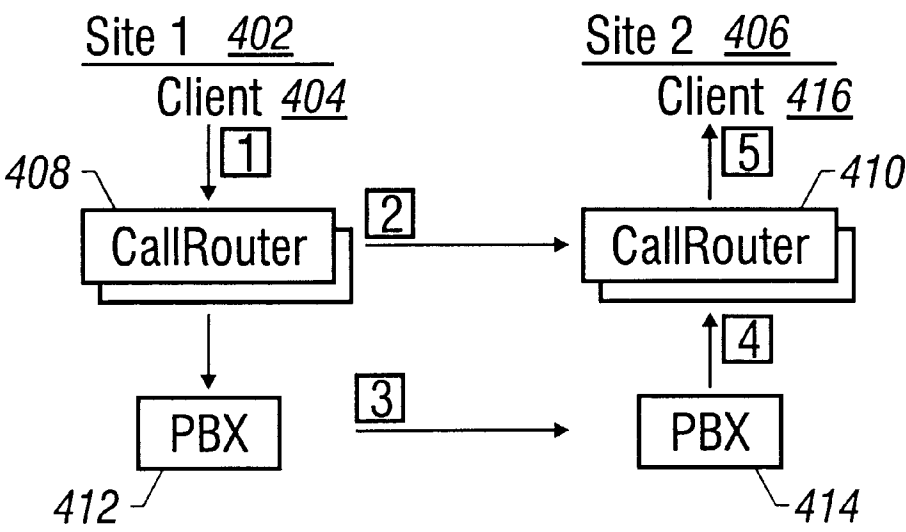 Site 1 402
Site 2 406
Client 404
Client 416
1
5
408
410
2
CallRouter
CallRouter
4
3
PBX
PBX
412
414